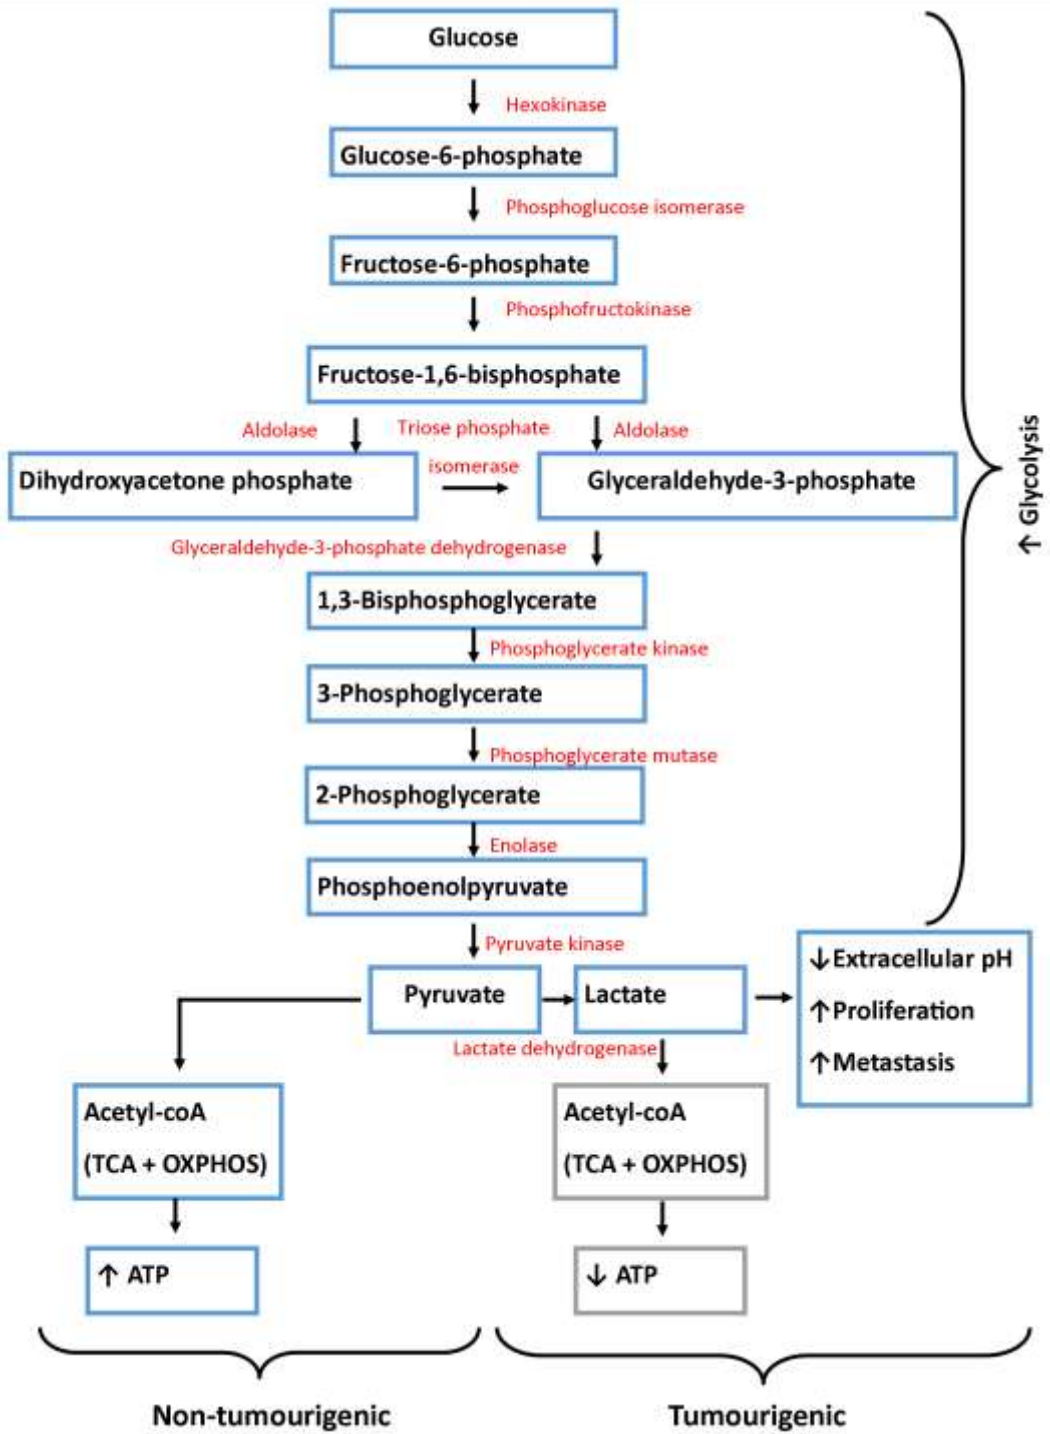 Glucose
Hexokinase
Glucose-6-phosphate
Phosphoglucose isomerase
Fructose-6-phosphate
Phosphofructokinase
Fructose-1,6-bisphosphate
Aldolase
Triose phosphate
isomerase
Aldolase
Dihydroxyacetone phosphate
Glyceraldehyde-3-phosphate
Glyceraldehyde-3-phosphate dehydrogenase
1,3-Bisphosphoglycerate
Phosphoglycerate kinase
3-Phosphoglycerate
Phosphoglycerate mutase
2-Phosphoglycerate
Enolase
Phosphoenolpyruvate
Pyruvate kinase
Pyruvate
Lactate
Lactate dehydrogenase
↑ Glycolysis
↓Extracellular pH
↑Proliferation
↑Metastasis
Acetyl-coA
(TCA + OXPHOS)
↑ ATP
Acetyl-coA
(TCA + OXPHOS)
↓ ATP
Non-tumourigenic
Tumourigenic